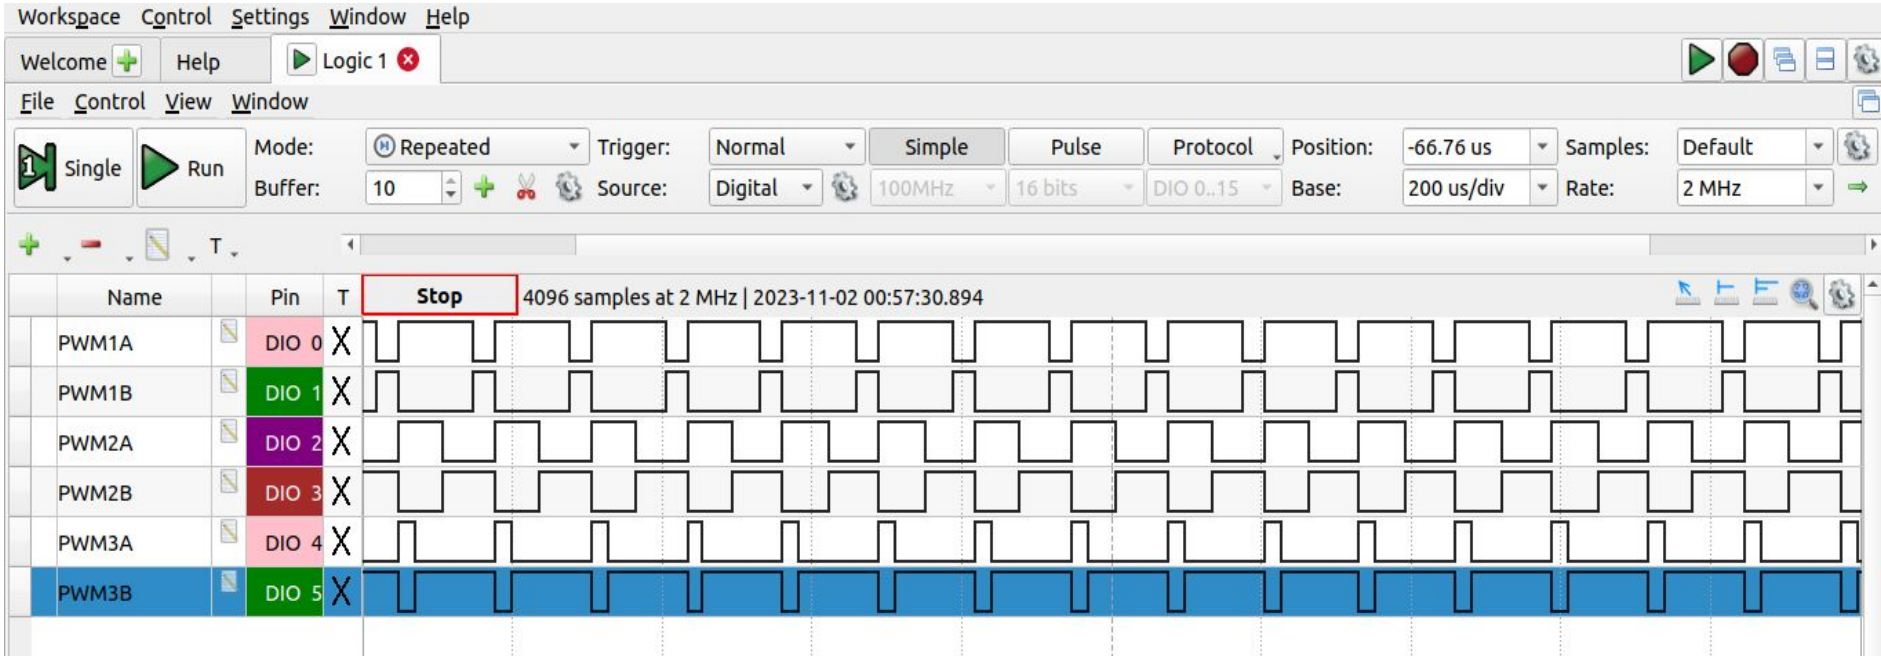 Workspace Control Settings Window Help
Welcome Help Logic 1
File Control View Window
Single Run Mode: Repeated Trigger: Normal Simple Pulse Protocol Position: -66.76 us Samples: Default
Buffer: 10 Source: Digital 100MHz 16 bits DIO 0..15 Base: 200 us/div Rate: 2 MHz
T
Name Pin T Stop 4096 samples at 2 MHz | 2023-11-02 00:57:30.894
PWM1A DIO 0 X
PWM1B DIO 1 X
PWM2A DIO 2 X
PWM2B DIO 3 X
PWM3A DIO 4 X
PWM3B DIO 5 X